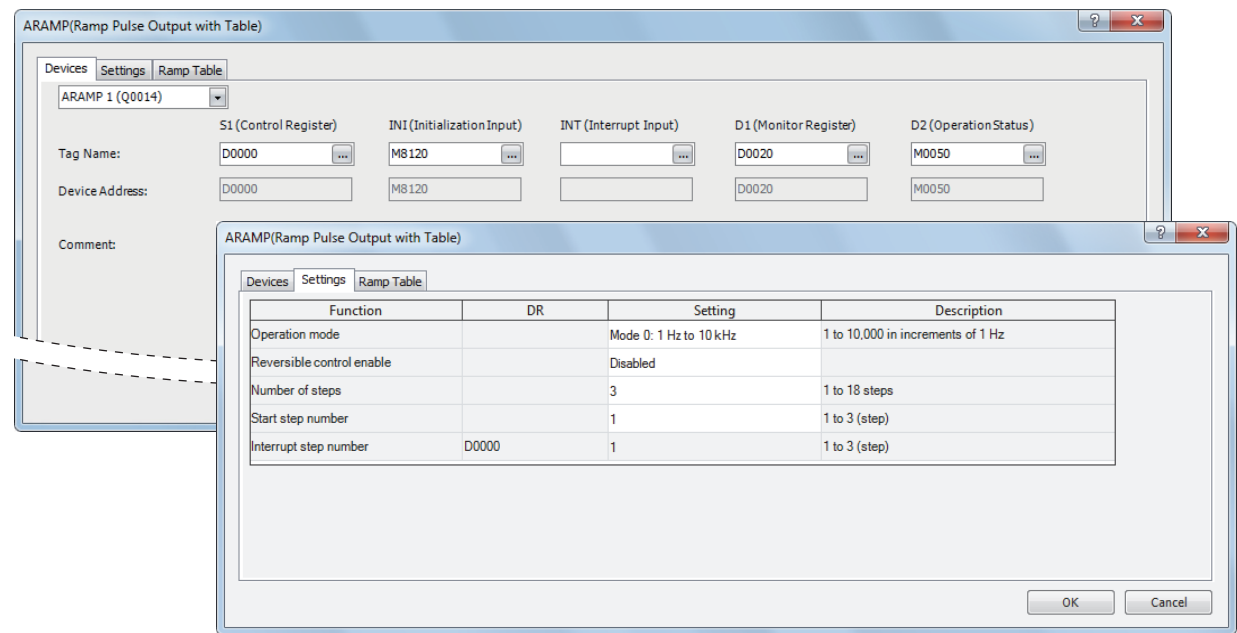 ARAMP(Ramp Pulse Output with Table)
Devices Settings Ramp Table
ARAMP 1 (Q0014)
S1(Control Register) INI(Initialization Input) INT (Interrupt Input) D1(Monitor Register) D2(Operation Status)
Tag Name: D0000 ... M8120 ... ... D0020 ... M0050 ...
Device Address: D0000 M8120 D0020 M0050
Comment:
ARAMP(Ramp Pulse Output with Table)
Devices Settings Ramp Table
Function DR Setting Description
Operation mode Mode 0: 1 Hz to 10 kHz 1 to 10,000 in increments of 1 Hz
Reversible control enable Disabled
Number of steps 3 1 to 18 steps
Start step number 1 1 to 3 (step)
Interrupt step number D0000 1 1 to 3 (step)
OK Cancel